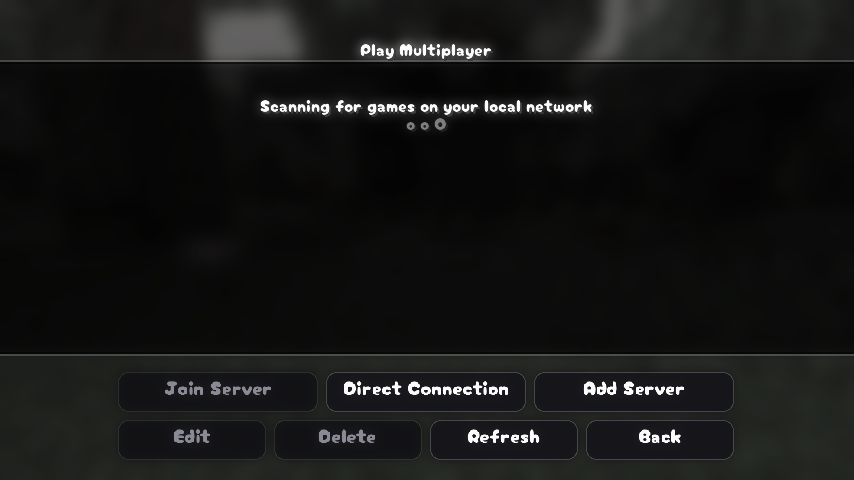 Play Multiplayer
Scanning for games on your local network
Join Server
Direct Connection
Add Server
Edit
Delete
Refresh
Back